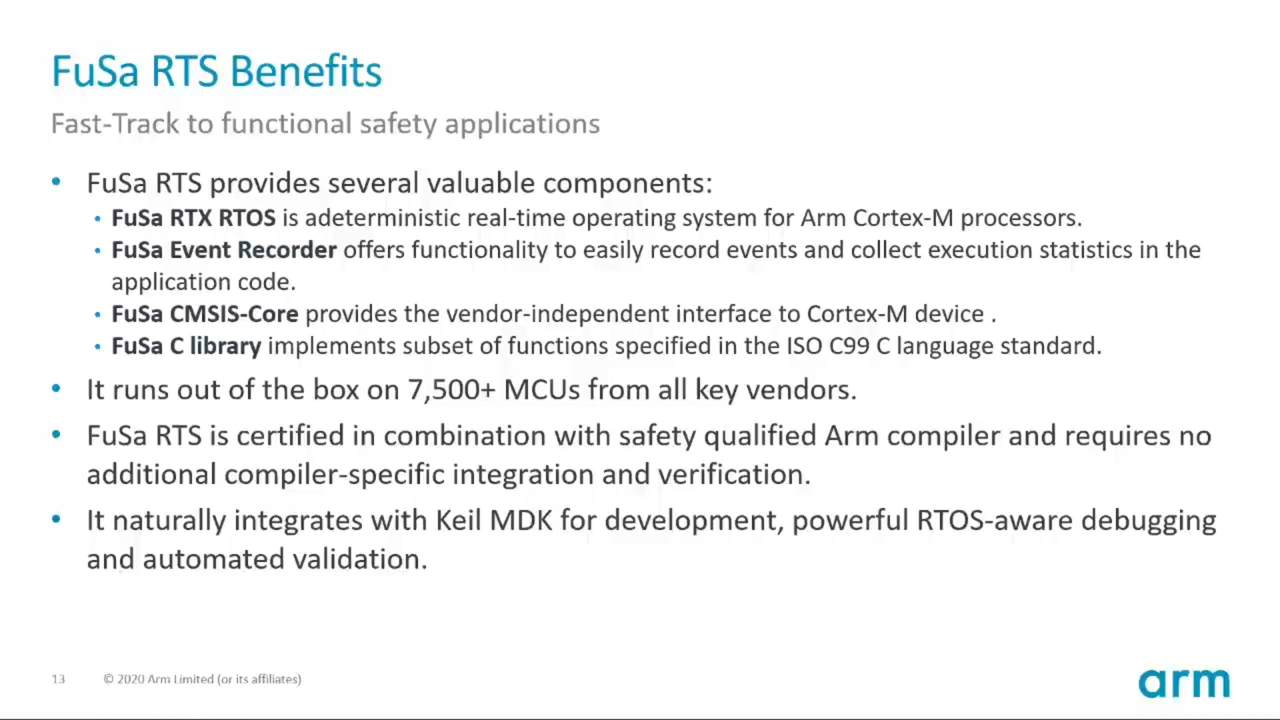 FuSa RTS Benefits
Fast-Track to functional safety applications
• FuSa RTS provides several valuable components:
• FuSa RTX RTOS is adeterministic real-time operating system for Arm Cortex-M processors.
• FuSa Event Recorder offers functionality to easily record events and collect execution statistics in the
application code.
• FuSa CMSIS-Core provides the vendor-independent interface to Cortex-M device .
• FuSa C library implements subset of functions specified in the ISO C99 C language standard.
• It runs out of the box on 7,500+ MCUs from all key vendors.
• FuSa RTS is certified in combination with safety qualified Arm compiler and requires no
additional compiler-specific integration and verification.
• It naturally integrates with Keil MDK for development, powerful RTOS-aware debugging
and automated validation.
13 © 2020 Arm Limited (or its affiliates)
arm